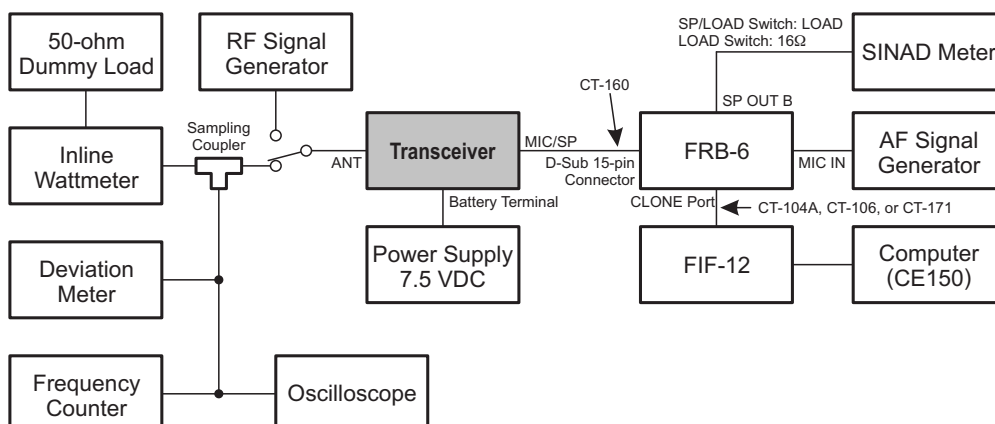 50-ohm
Dummy Load
RF Signal
Generator
SP/LOAD Switch: LOAD
LOAD Switch: 16Ω
SINAD Meter
CT-160
SP OUT B
Sampling
Coupler
Inline
Wattmeter
ANT
Transceiver
MIC/SP
D-Sub 15-pin
Connector
FRB-6
MIC IN
AF Signal
Generator
Battery Terminal
CLONE Port
CT-104A, CT-106, or CT-171
Deviation
Meter
Power Supply
7.5 VDC
FIF-12
Computer
(CE150)
Frequency
Counter
Oscilloscope